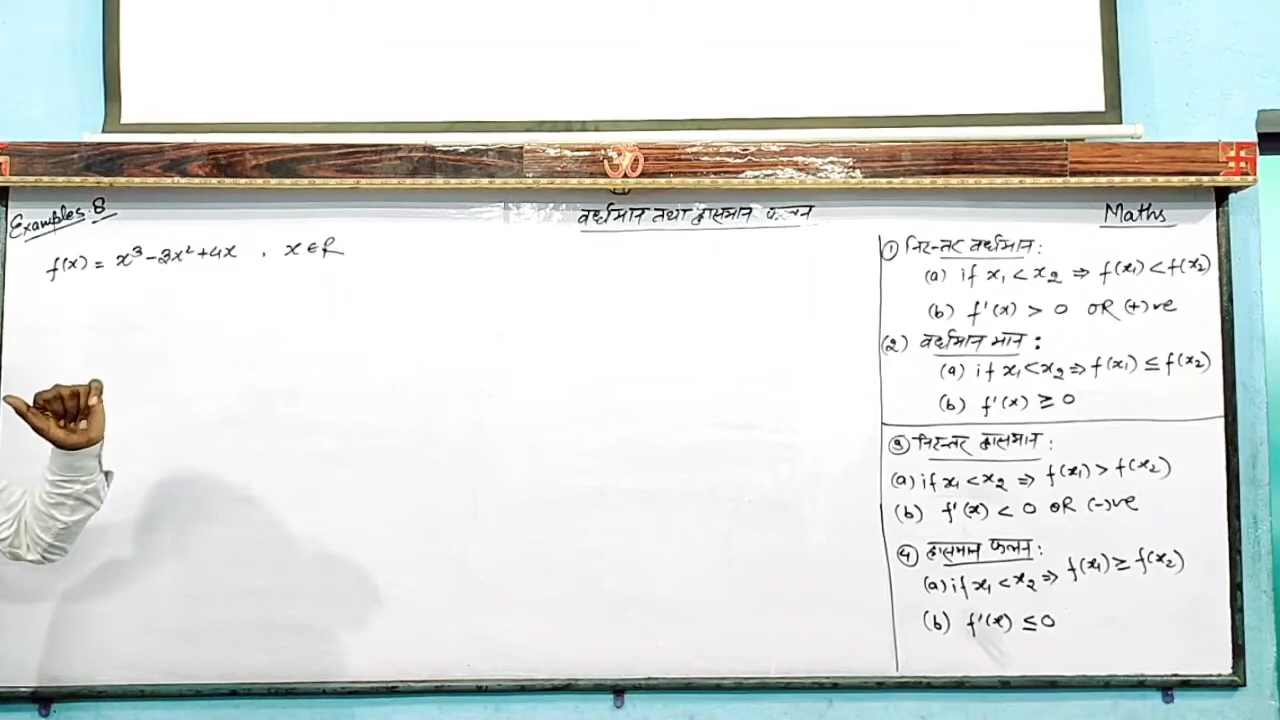 Examples. 8
वर्धमान तथा ह्रासमान फलन
Maths
f(x) = x³-3x²+4x , x ∈ R
① निरन्तर वर्धमान :
(a) if x₁ < x₂ ⇒ f(x₁) < f(x₂)
(b) f'(x) > 0 OR (+)ve
(२) वर्धमान मान :
(a) if x₁ < x₂ ⇒ f(x₁) ≤ f(x₂)
(b) f'(x) ≥ 0
③ निरन्तर ह्रासमान :
(a) if x₁ < x₂ ⇒ f(x₁) > f(x₂)
(b) f'(x) < 0 OR (-)ve
④ ह्रासमान फलन :
(a) if x₁ < x₂ ⇒ f(x₁) ≥ f(x₂)
(b) f'(x) ≤ 0